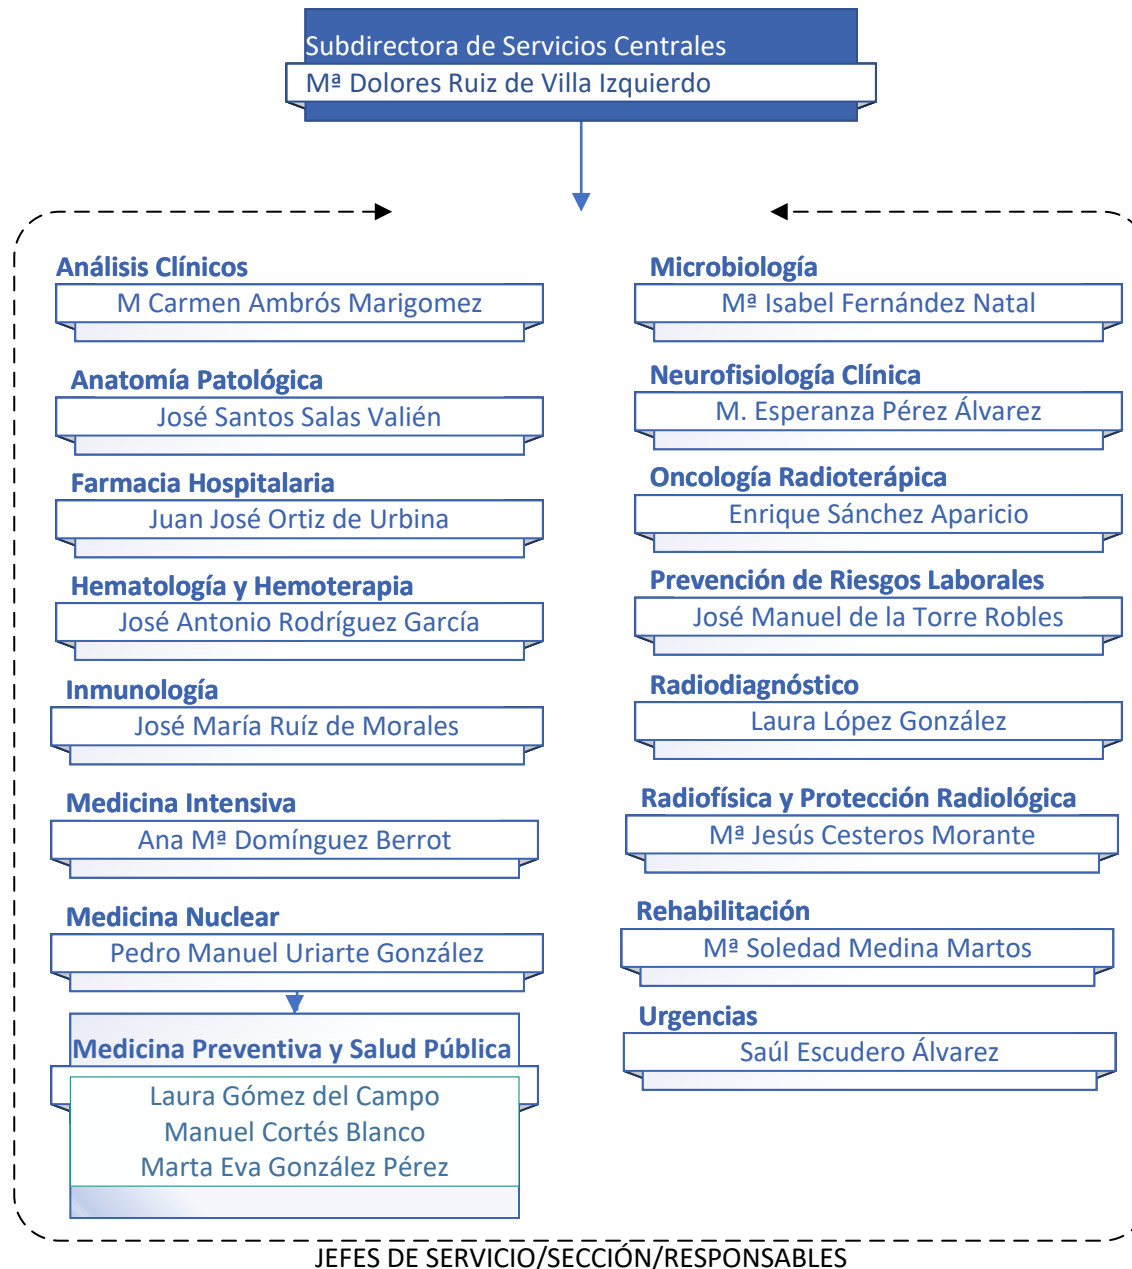 Subdirectora de Servicios Centrales
Mª Dolores Ruiz de Villa Izquierdo
Análisis Clínicos
M Carmen Ambrós Marigomez
Anatomía Patológica
José Santos Salas Valién
Farmacia Hospitalaria
Juan José Ortiz de Urbina
Hematología y Hemoterapia
José Antonio Rodríguez García
Inmunología
José María Ruíz de Morales
Medicina Intensiva
Ana Mª Domínguez Berrot
Medicina Nuclear
Pedro Manuel Uriarte González
Medicina Preventiva y Salud Pública
Laura Gómez del Campo
Manuel Cortés Blanco
Marta Eva González Pérez
Microbiología
Mª Isabel Fernández Natal
Neurofisiología Clínica
M. Esperanza Pérez Álvarez
Oncología Radioterápica
Enrique Sánchez Aparicio
Prevención de Riesgos Laborales
José Manuel de la Torre Robles
Radiodiagnóstico
Laura López González
Radiofísica y Protección Radiológica
Mª Jesús Cesteros Morante
Rehabilitación
Mª Soledad Medina Martos
Urgencias
Saúl Escudero Álvarez
JEFES DE SERVICIO/SECCIÓN/RESPONSABLES